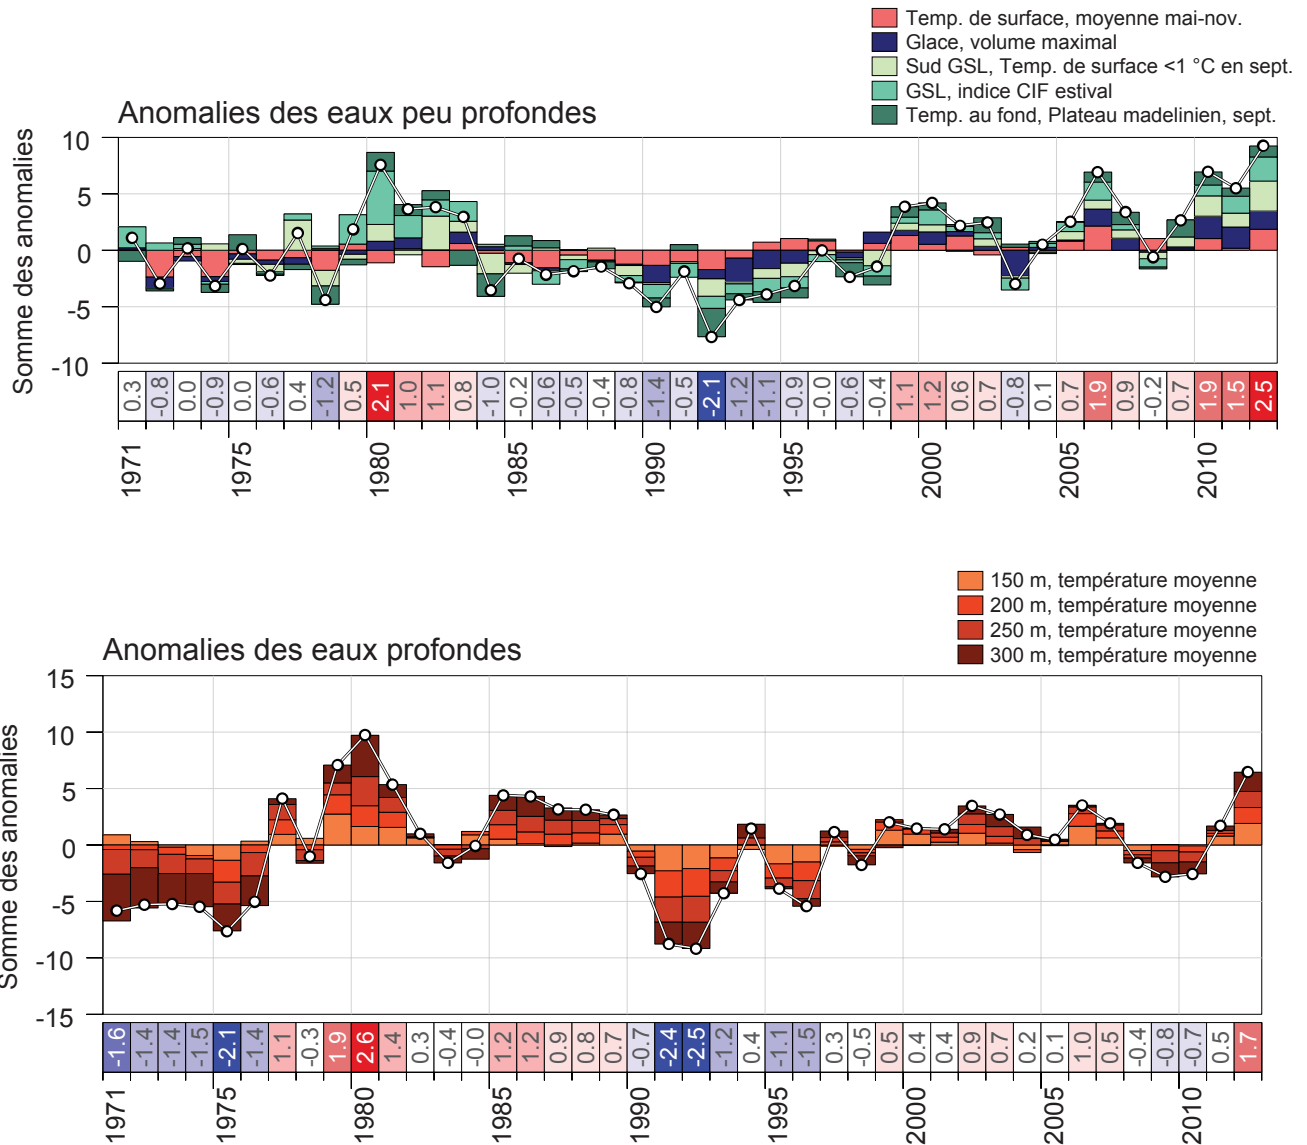 Temp. de surface, moyenne mai-nov.
Glace, volume maximal
Sud GSL, Temp. de surface <1 °C en sept.
GSL, indice CIF estival
Temp. au fond, Plateau madelinien, sept.
Anomalies des eaux peu profondes
Somme des anomalies
10
5
0
-5
-10
0.3 -0.8 0.0 -0.9 0.0 -0.6 0.4 -1.2 0.5 2.1 1.0 1.1 0.8 -1.0 -0.2 -0.6 -0.5 -0.4 -0.8 -1.4 -0.5 -2.1 -1.2 -1.1 -0.9 -0.0 -0.6 -0.4 1.1 1.2 0.6 0.7 -0.8 0.1 0.7 1.9 0.9 -0.2 0.7 1.9 1.5 2.5
1971 1975 1980 1985 1990 1995 2000 2005 2010
150 m, température moyenne
200 m, température moyenne
250 m, température moyenne
300 m, température moyenne
Anomalies des eaux profondes
Somme des anomalies
15
10
5
0
-5
-10
-15
-1.6 -1.4 -1.4 -1.5 -2.1 -1.4 1.1 -0.3 1.9 2.6 1.4 0.3 -0.4 -0.0 1.2 1.2 0.9 0.8 0.7 -0.7 -2.4 -2.5 -1.2 0.4 -1.1 -1.5 0.3 -0.5 0.5 0.4 0.4 0.9 0.7 0.2 0.1 1.0 0.5 -0.4 -0.8 -0.7 0.5 1.7
1971 1975 1980 1985 1990 1995 2000 2005 2010